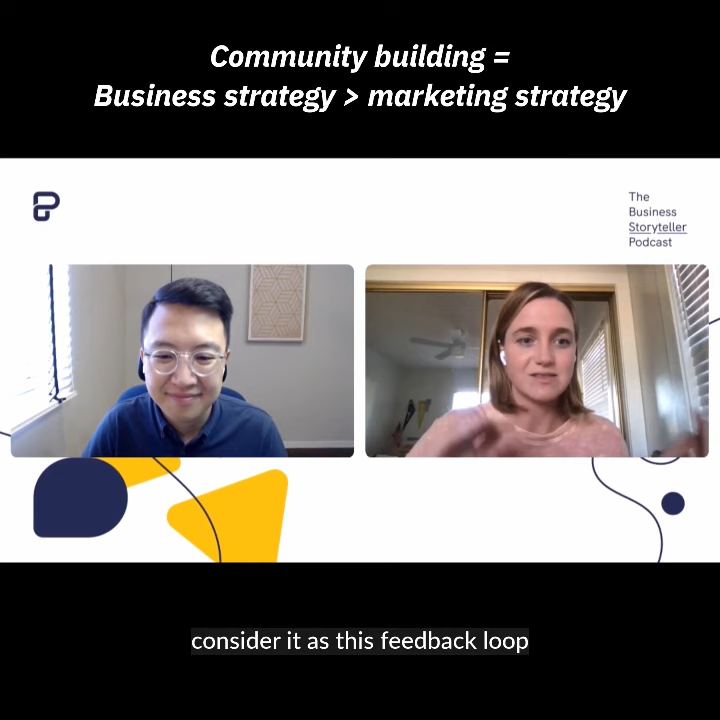 Community building =
Business strategy > marketing strategy
The
Business
Storyteller
Podcast
consider it as this feedback loop